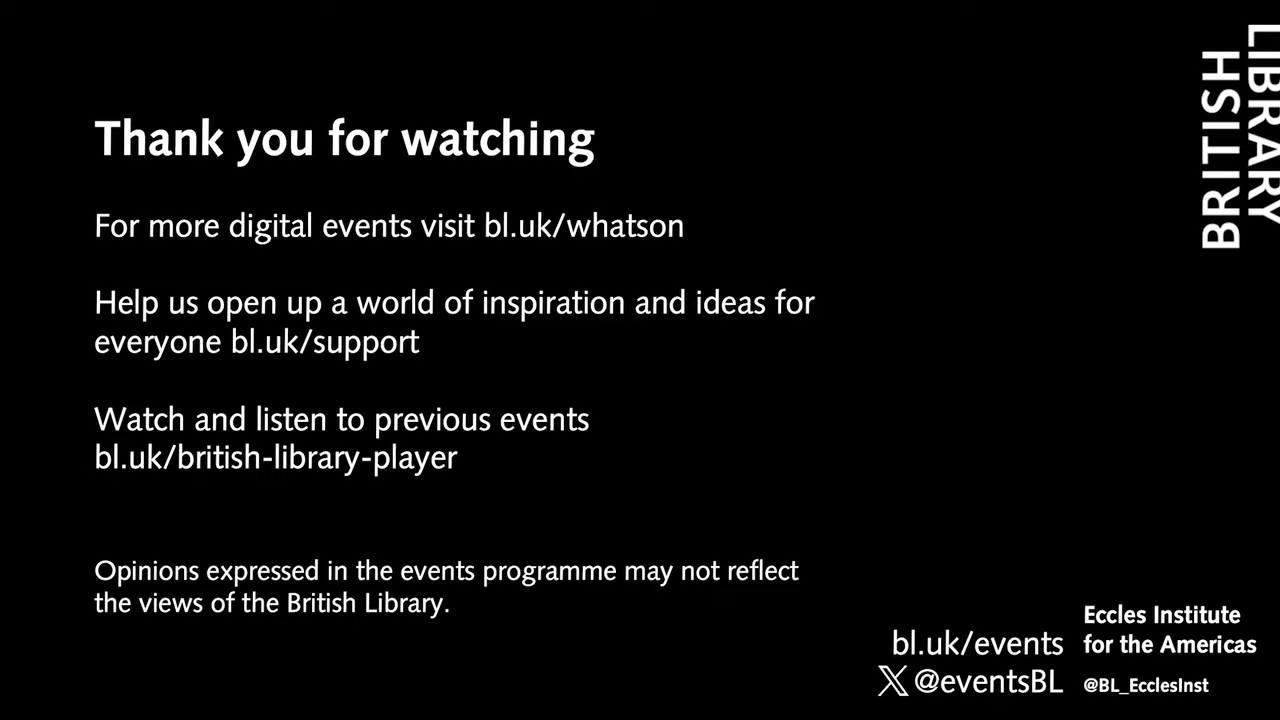 Thank you for watching
For more digital events visit bl.uk/whatson
Help us open up a world of inspiration and ideas for
everyone bl.uk/support
Watch and listen to previous events
bl.uk/british-library-player
Opinions expressed in the events programme may not reflect
the views of the British Library.
BRITISH
LIBRARY
bl.uk/events
X @eventsBL
Eccles Institute
for the Americas
@BL_EcclesInst